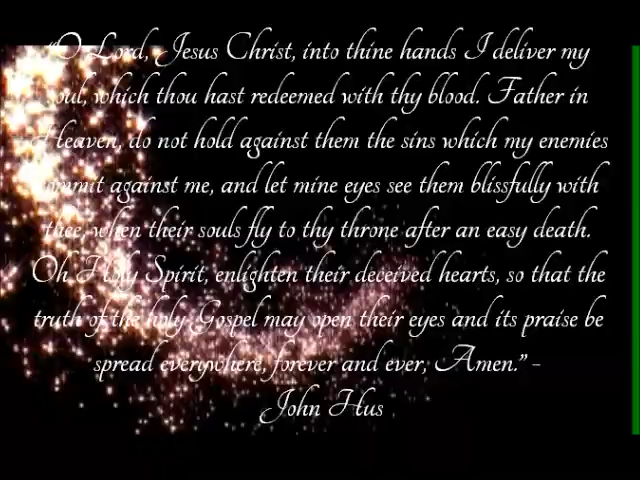 "O Lord, Jesus Christ, into thine hands I deliver my
soul, which thou hast redeemed with thy blood. Father in
Heaven, do not hold against them the sins which my enemies
commit against me, and let mine eyes see them blissfully with
thee, when their souls fly to thy throne after an easy death.
Oh Holy Spirit, enlighten their deceived hearts, so that the
truth of the holy Gospel may open their eyes and its praise be
spread everywhere, forever and ever, Amen." -
John Hus